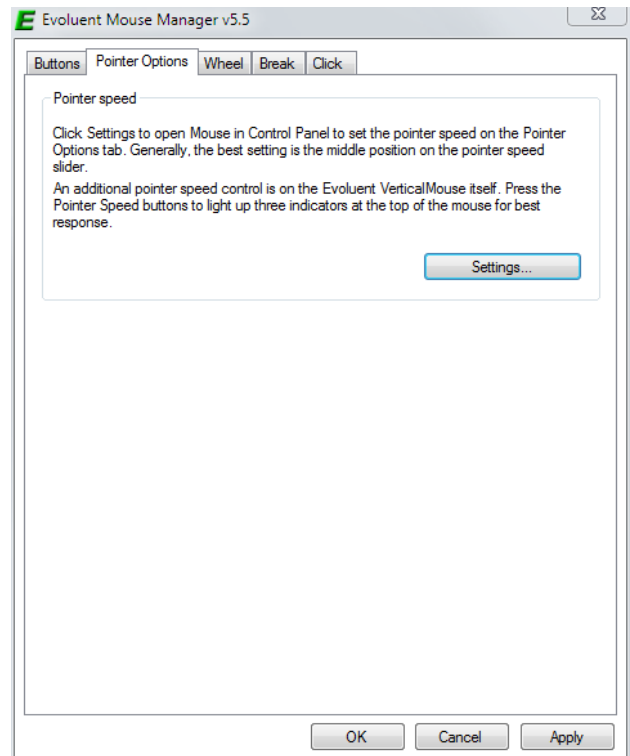 E Evoluent Mouse Manager v5.5
Buttons Pointer Options Wheel Break Click
Pointer speed
Click Settings to open Mouse in Control Panel to set the pointer speed on the Pointer
Options tab. Generally, the best setting is the middle position on the pointer speed
slider.
An additional pointer speed control is on the Evoluent VerticalMouse itself. Press the
Pointer Speed buttons to light up three indicators at the top of the mouse for best
response.
Settings...
OK Cancel Apply